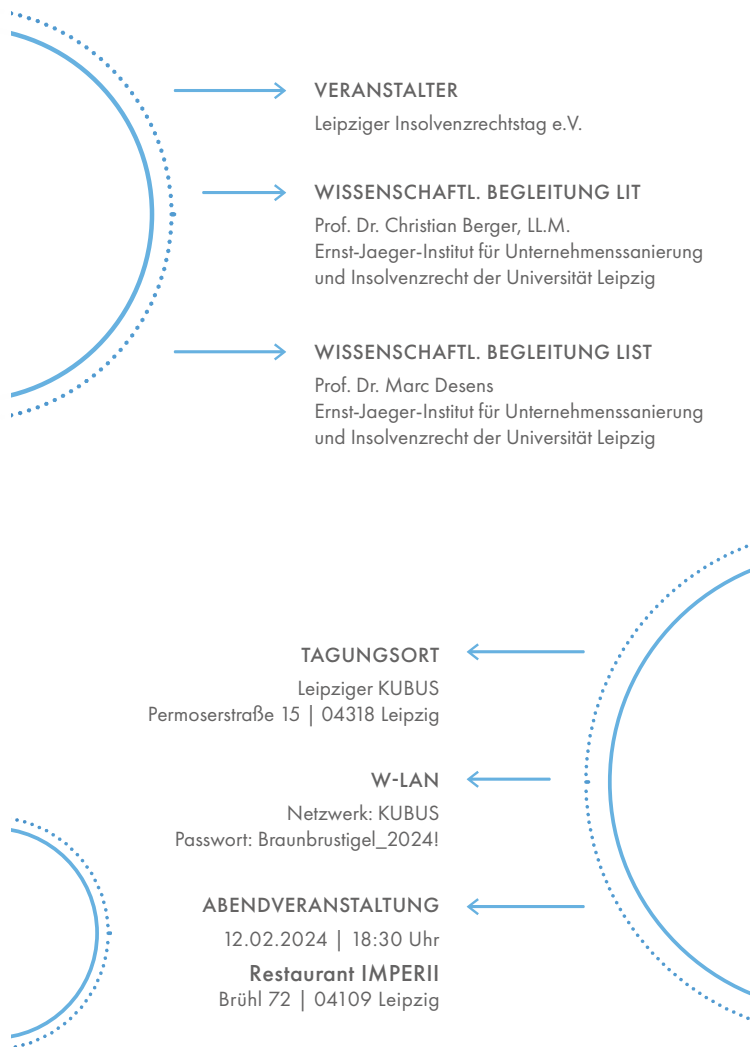 VERANSTALTER
Leipziger Insolvenzrechtstag e.V.
WISSENSCHAFTL. BEGLEITUNG LIT
Prof. Dr. Christian Berger, LL.M.
Ernst-Jaeger-Institut für Unternehmenssanierung
und Insolvenzrecht der Universität Leipzig
WISSENSCHAFTL. BEGLEITUNG LIST
Prof. Dr. Marc Desens
Ernst-Jaeger-Institut für Unternehmenssanierung
und Insolvenzrecht der Universität Leipzig
TAGUNGSORT
Leipziger KUBUS
Permoserstraße 15 | 04318 Leipzig
W-LAN
Netzwerk: KUBUS
Passwort: Braunbrustigel_2024!
ABENDVERANSTALTUNG
12.02.2024 | 18:30 Uhr
Restaurant IMPERII
Brühl 72 | 04109 Leipzig